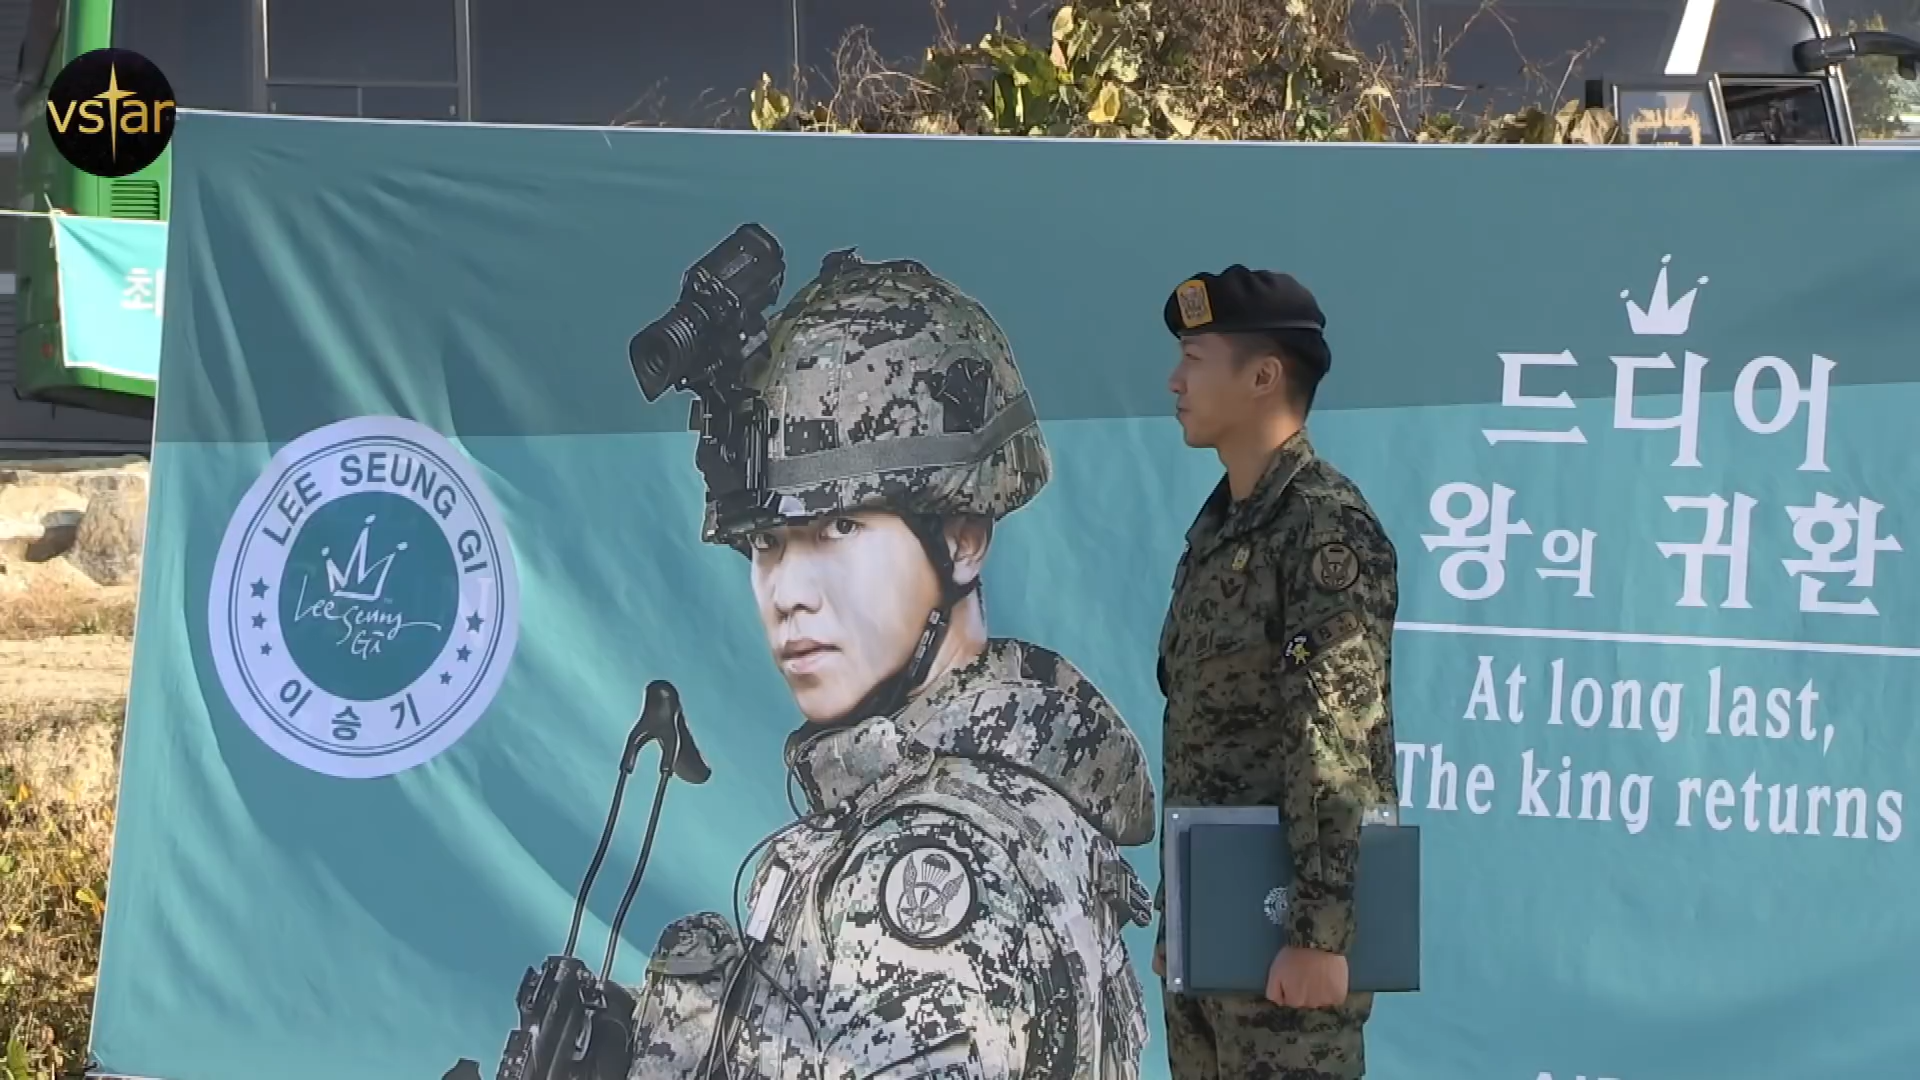 vstar
최
LEE SEUNG GI
Lee
Seung
Gi
이 승 기
드디어
왕의 귀환
At long last,
The king returns